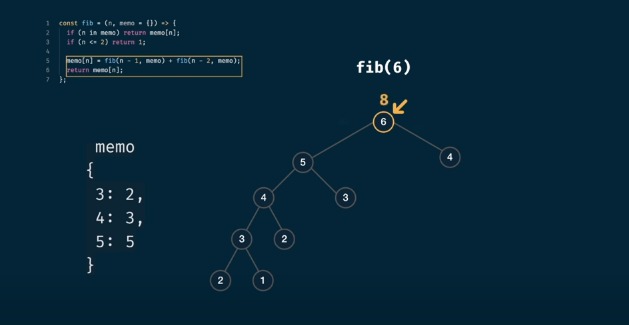 1 const fib = (n, memo = {}) => {
2 if (n in memo) return memo[n];
3 if (n <= 2) return 1;
4
5 memo[n] = fib(n - 1, memo) + fib(n - 2, memo);
6 return memo[n];
7 };
fib(6)
8
6
5
4
4
3
3
2
2
1
memo
{
3: 2,
4: 3,
5: 5
}